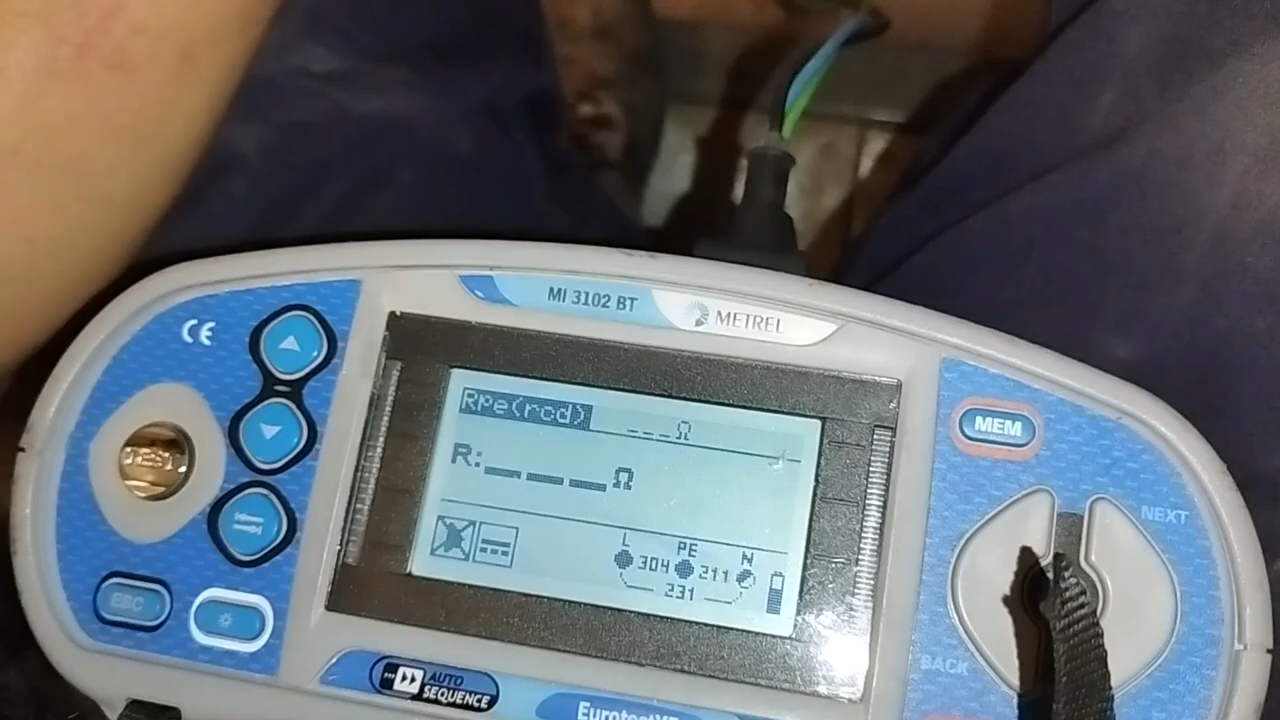 MI 3102 BT
METREL
CE
TEST
MEM
Rpe(rcd)
___Ω
R:___Ω
NEXT
L PE N
304 211
231
ESC
BACK
AUTO
SEQUENCE